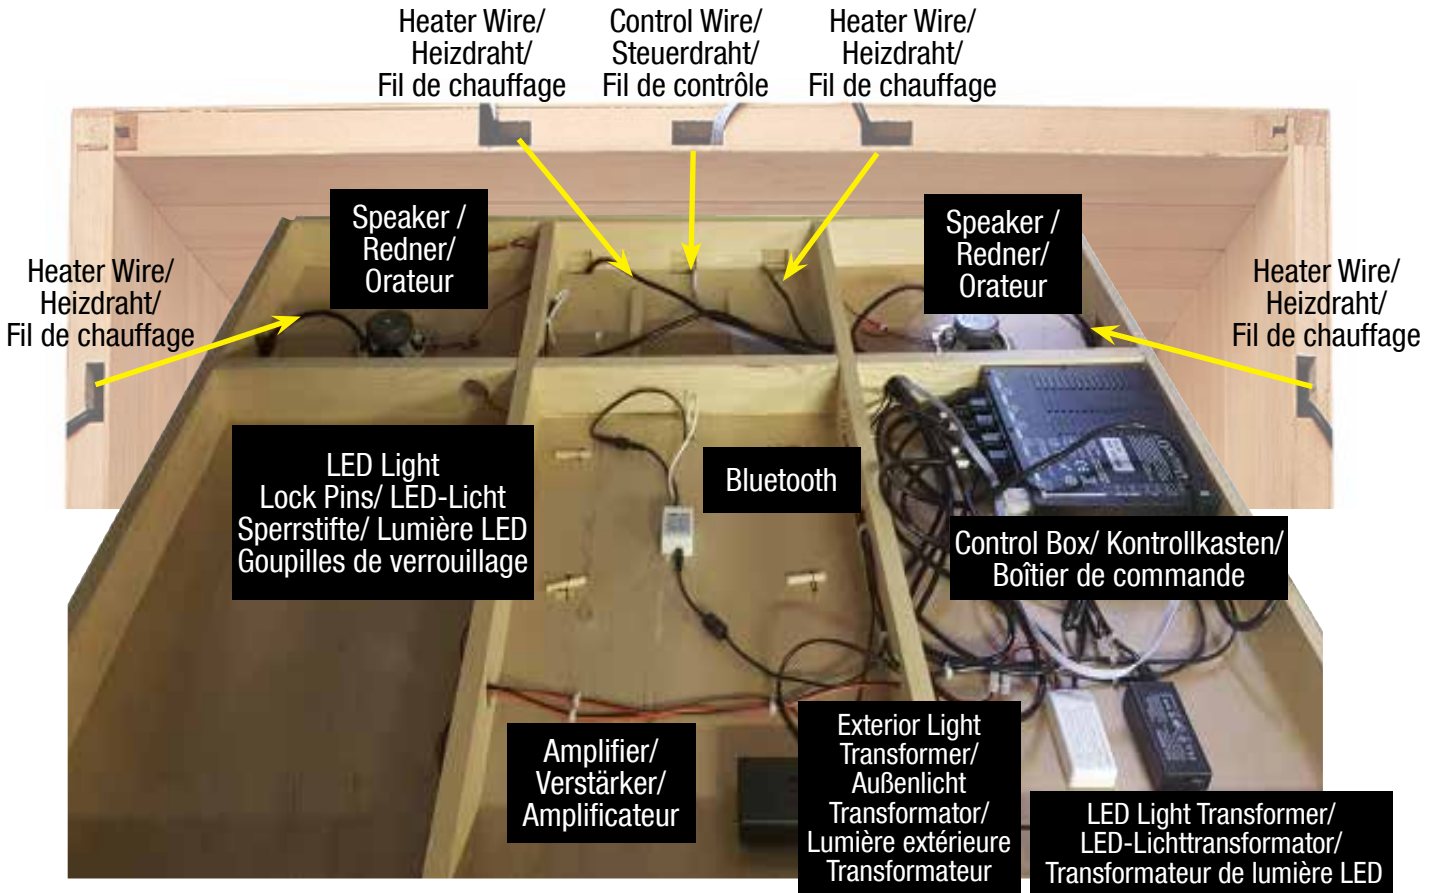 Heater Wire/
Heizdraht/
Fil de chauffage
Control Wire/
Steuerdraht/
Fil de contrôle
Heater Wire/
Heizdraht/
Fil de chauffage
Speaker /
Redner/
Orateur
Speaker /
Redner/
Orateur
Heater Wire/
Heizdraht/
Fil de chauffage
Heater Wire/
Heizdraht/
Fil de chauffage
LED Light
Lock Pins/ LED-Licht
Sperrstifte/ Lumière LED
Goupilles de verrouillage
Bluetooth
Control Box/ Kontrollkasten/
Boîtier de commande
Amplifier/
Verstärker/
Amplificateur
Exterior Light
Transformer/
Außenlicht
Transformator/
Lumière extérieure
Transformateur
LED Light Transformer/
LED-Lichttransformator/
Transformateur de lumière LED